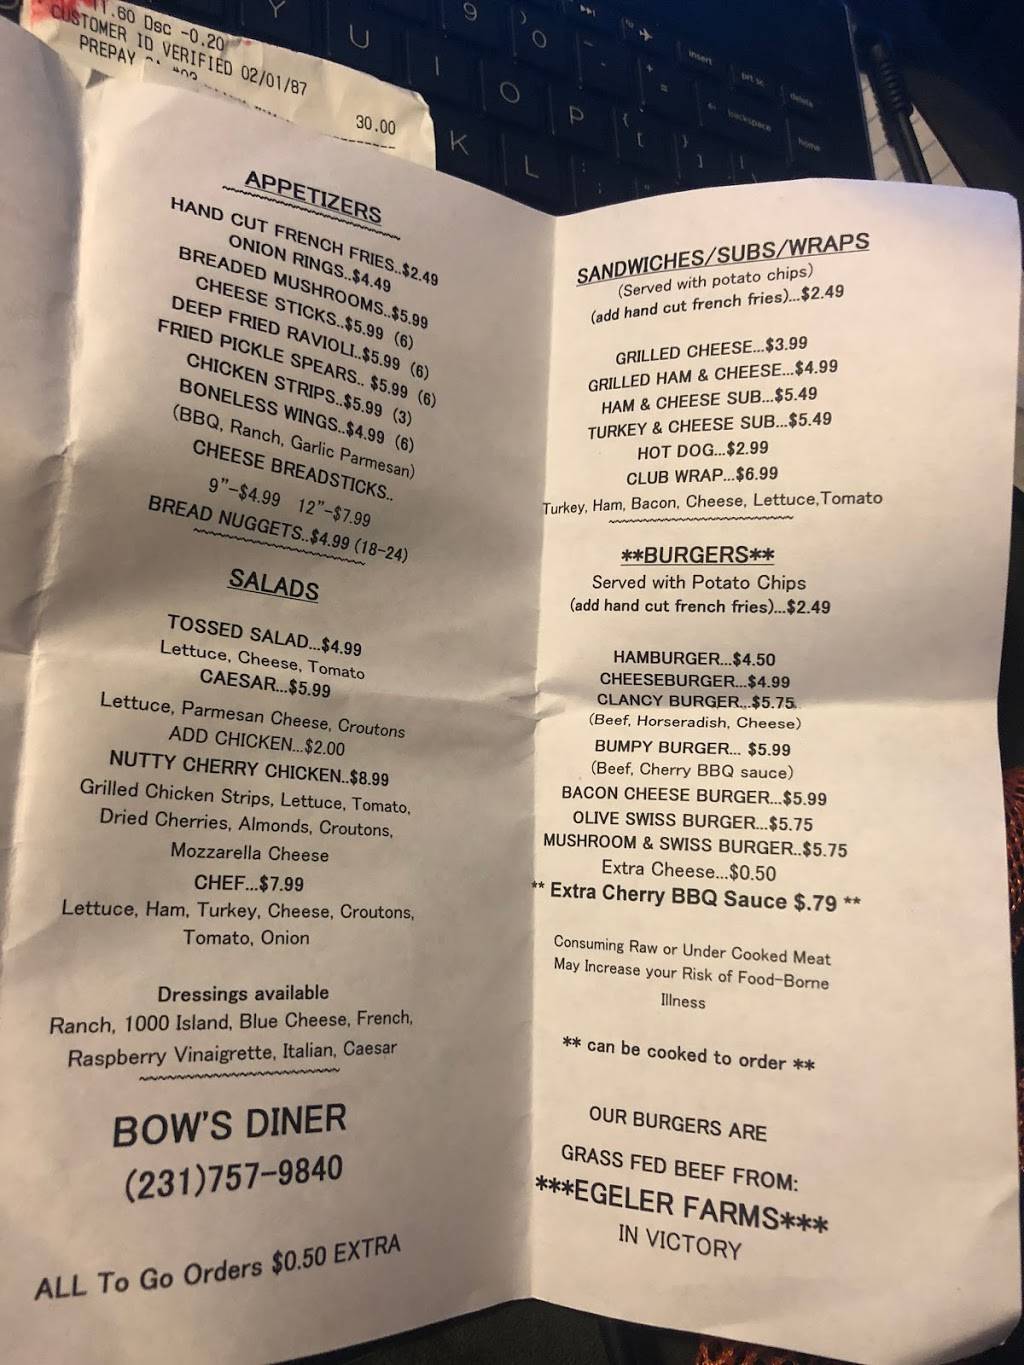 11.60 Dsc -0.20
CUSTOMER ID VERIFIED 02/01/87
PREPAY
30.00
Y
U
I
9
)
O
O
P
K
L
{
[
}
]
insert
prt sc
delete
backspace
home
APPETIZERS
HAND CUT FRENCH FRIES..$2.49
ONION RINGS..$4.49
BREADED MUSHROOMS..$5.99
CHEESE STICKS..$5.99 (6)
DEEP FRIED RAVIOLI..$5.99 (6)
FRIED PICKLE SPEARS.. $5.99 (6)
CHICKEN STRIPS..$5.99 (3)
BONELESS WINGS..$4.99 (6)
(BBQ, Ranch, Garlic Parmesan)
CHEESE BREADSTICKS..
9"-$4.99 12"-$7.99
BREAD NUGGETS..$4.99 (18-24)
SALADS
TOSSED SALAD...$4.99
Lettuce, Cheese, Tomato
CAESAR...$5.99
Lettuce, Parmesan Cheese, Croutons
ADD CHICKEN...$2.00
NUTTY CHERRY CHICKEN..$8.99
Grilled Chicken Strips, Lettuce, Tomato,
Dried Cherries, Almonds, Croutons,
Mozzarella Cheese
CHEF...$7.99
Lettuce, Ham, Turkey, Cheese, Croutons,
Tomato, Onion
Dressings available
Ranch, 1000 Island, Blue Cheese, French,
Raspberry Vinaigrette, Italian, Caesar
BOW'S DINER
(231)757-9840
ALL To Go Orders $0.50 EXTRA
SANDWICHES/SUBS/WRAPS
(Served with potato chips)
(add hand cut french fries)...$2.49
GRILLED CHEESE...$3.99
GRILLED HAM & CHEESE...$4.99
HAM & CHEESE SUB...$5.49
TURKEY & CHEESE SUB...$5.49
HOT DOG...$2.99
CLUB WRAP...$6.99
Turkey, Ham, Bacon, Cheese, Lettuce,Tomato
**BURGERS**
Served with Potato Chips
(add hand cut french fries)...$2.49
HAMBURGER...$4.50
CHEESEBURGER...$4.99
CLANCY BURGER...$5.75
(Beef, Horseradish, Cheese)
BUMPY BURGER... $5.99
(Beef, Cherry BBQ sauce)
BACON CHEESE BURGER...$5.99
OLIVE SWISS BURGER...$5.75
MUSHROOM & SWISS BURGER..$5.75
Extra Cheese...$0.50
** Extra Cherry BBQ Sauce $.79 **
Consuming Raw or Under Cooked Meat
May Increase your Risk of Food-Borne
Illness
** can be cooked to order **
OUR BURGERS ARE
GRASS FED BEEF FROM:
***EGELER FARMS***
IN VICTORY